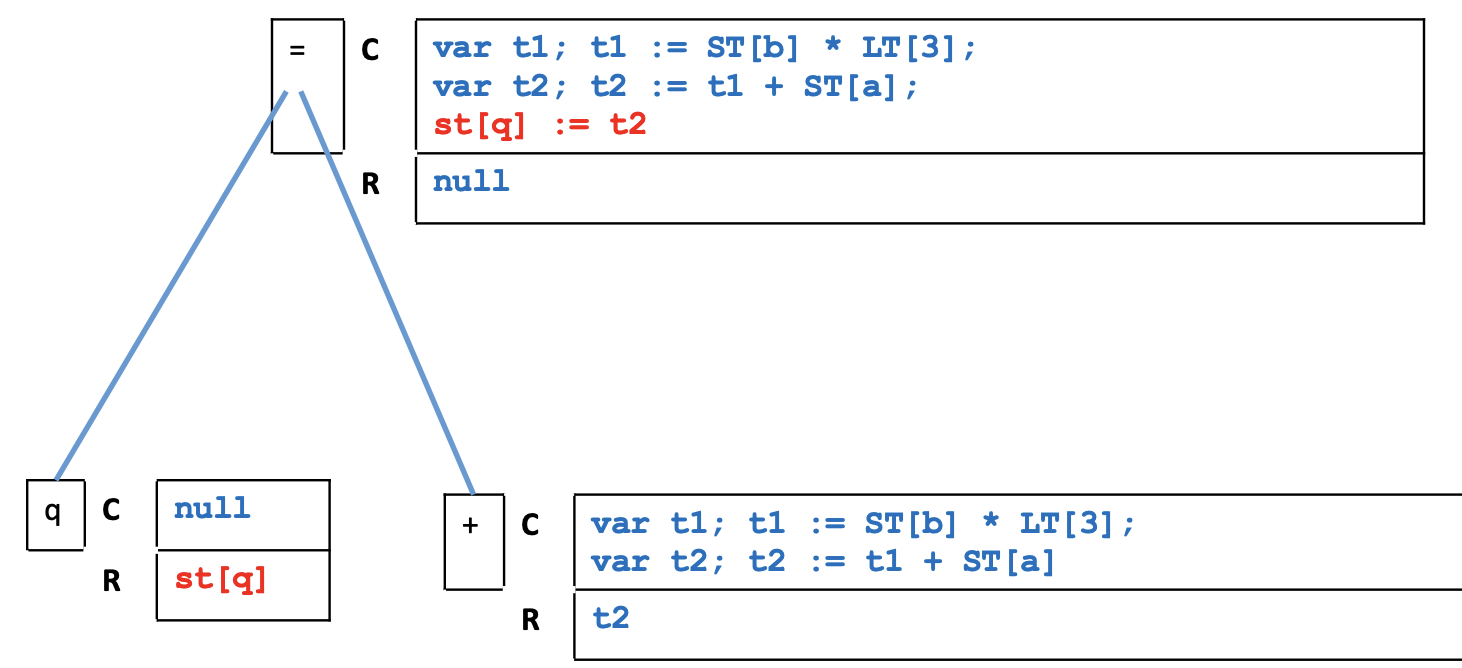 = C var t1; t1 := ST[b] * LT[3];
var t2; t2 := t1 + ST[a];
st[q] := t2
R null
q C null
R st[q]
+ C var t1; t1 := ST[b] * LT[3];
var t2; t2 := t1 + ST[a]
R t2